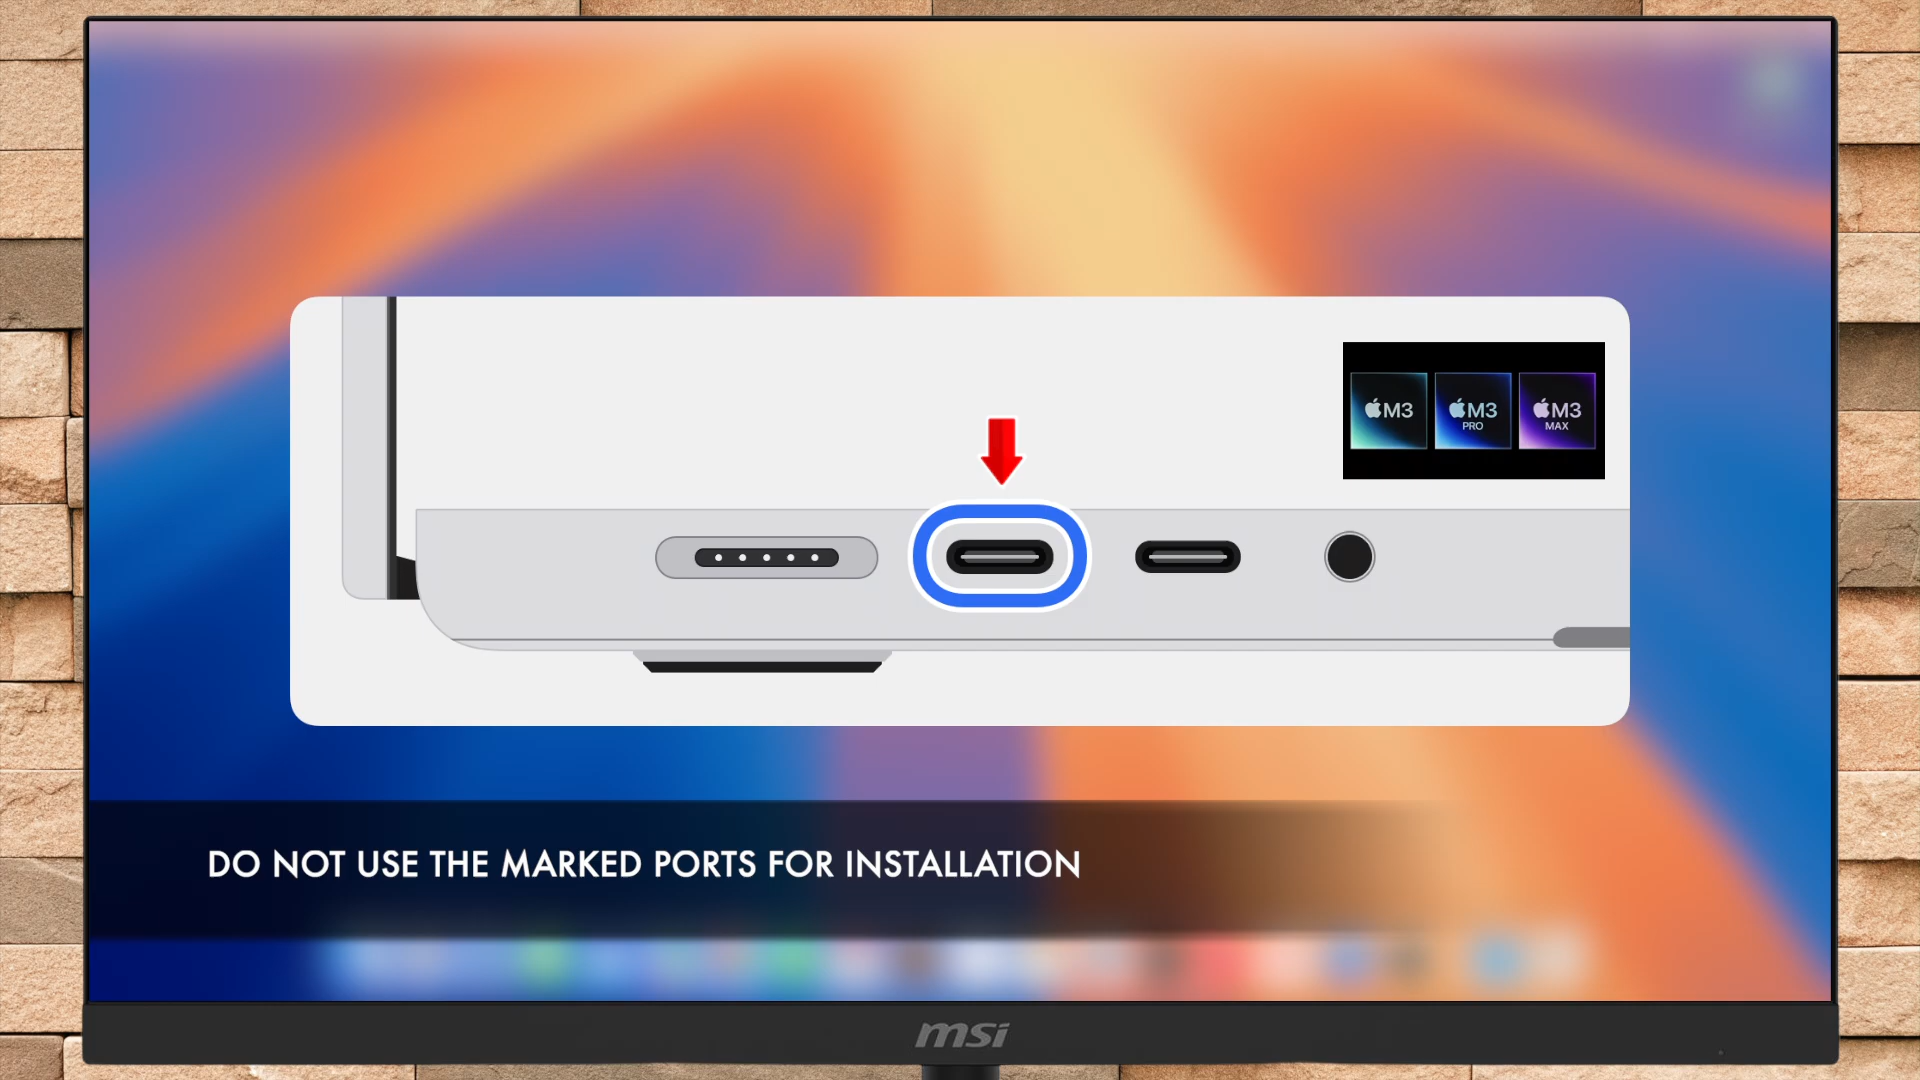 M3
M3
PRO
M3
MAX
DO NOT USE THE MARKED PORTS FOR INSTALLATION
msi